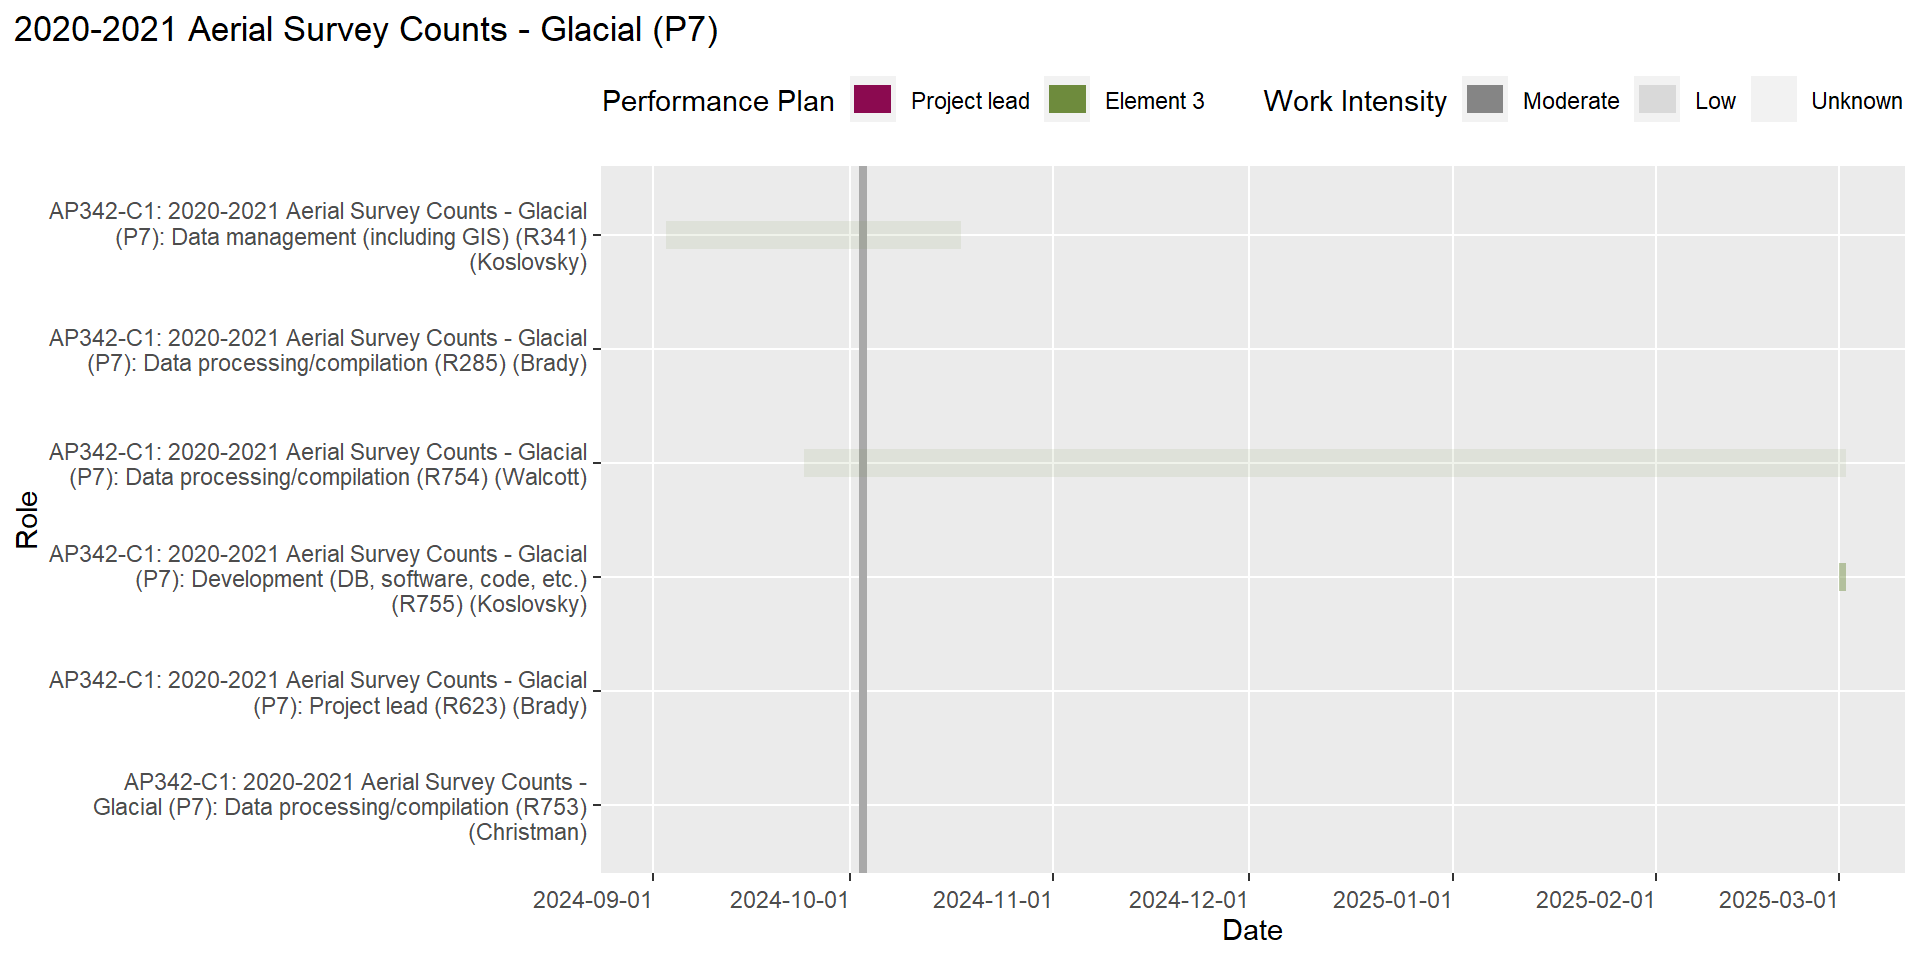 2020-2021 Aerial Survey Counts - Glacial (P7)
Performance Plan Project lead Element 3 Work Intensity Moderate Low Unknown
AP342-C1: 2020-2021 Aerial Survey Counts - Glacial
(P7): Data management (including GIS) (R341)
(Koslovsky)
AP342-C1: 2020-2021 Aerial Survey Counts - Glacial
(P7): Data processing/compilation (R285) (Brady)
AP342-C1: 2020-2021 Aerial Survey Counts - Glacial
(P7): Data processing/compilation (R754) (Walcott)
AP342-C1: 2020-2021 Aerial Survey Counts - Glacial
(P7): Development (DB, software, code, etc.)
(R755) (Koslovsky)
AP342-C1: 2020-2021 Aerial Survey Counts - Glacial
(P7): Project lead (R623) (Brady)
AP342-C1: 2020-2021 Aerial Survey Counts -
Glacial (P7): Data processing/compilation (R753)
(Christman)
Role
2024-09-01 2024-10-01 2024-11-01 2024-12-01 2025-01-01 2025-02-01 2025-03-01
Date